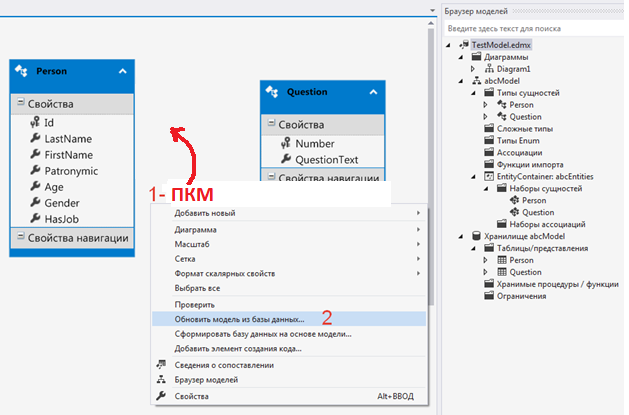 Person
Свойства
Id
LastName
FirstName
Patronymic
Age
Gender
HasJob
Свойства навигации
Question
Свойства
Number
QuestionText
Свойства навигации
1- ПКМ
Добавить новый
Диаграмма
Масштаб
Сетка
Формат скалярных свойств
Выбрать все
Проверить
Обновить модель из базы данных... 2
Сформировать базу данных на основе модели...
Добавить элемент создания кода...
Сведения о сопоставлении
Браузер моделей
Свойства Alt+ВВОД
Браузер моделей
Введите здесь текст для поиска
TestModel.edmx
Диаграммы
Diagram1
abcModel
Типы сущностей
Person
Question
Сложные типы
Типы Enum
Ассоциации
Функции импорта
EntityContainer: abcEntities
Наборы сущностей
Person
Question
Наборы ассоциаций
Хранилище abcModel
Таблицы/представления
Person
Question
Хранимые процедуры / функции
Ограничения